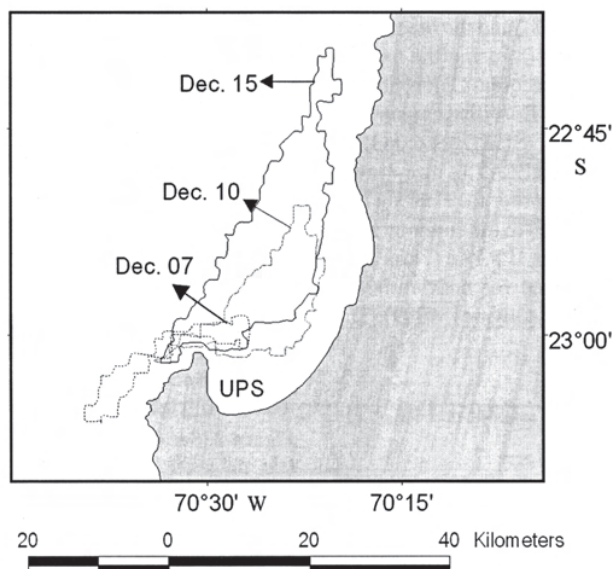 Dec. 15
22°45'
S
Dec. 10
Dec. 07
23°00'
UPS
70°30' W
70°15'
20 0 20 40 Kilometers